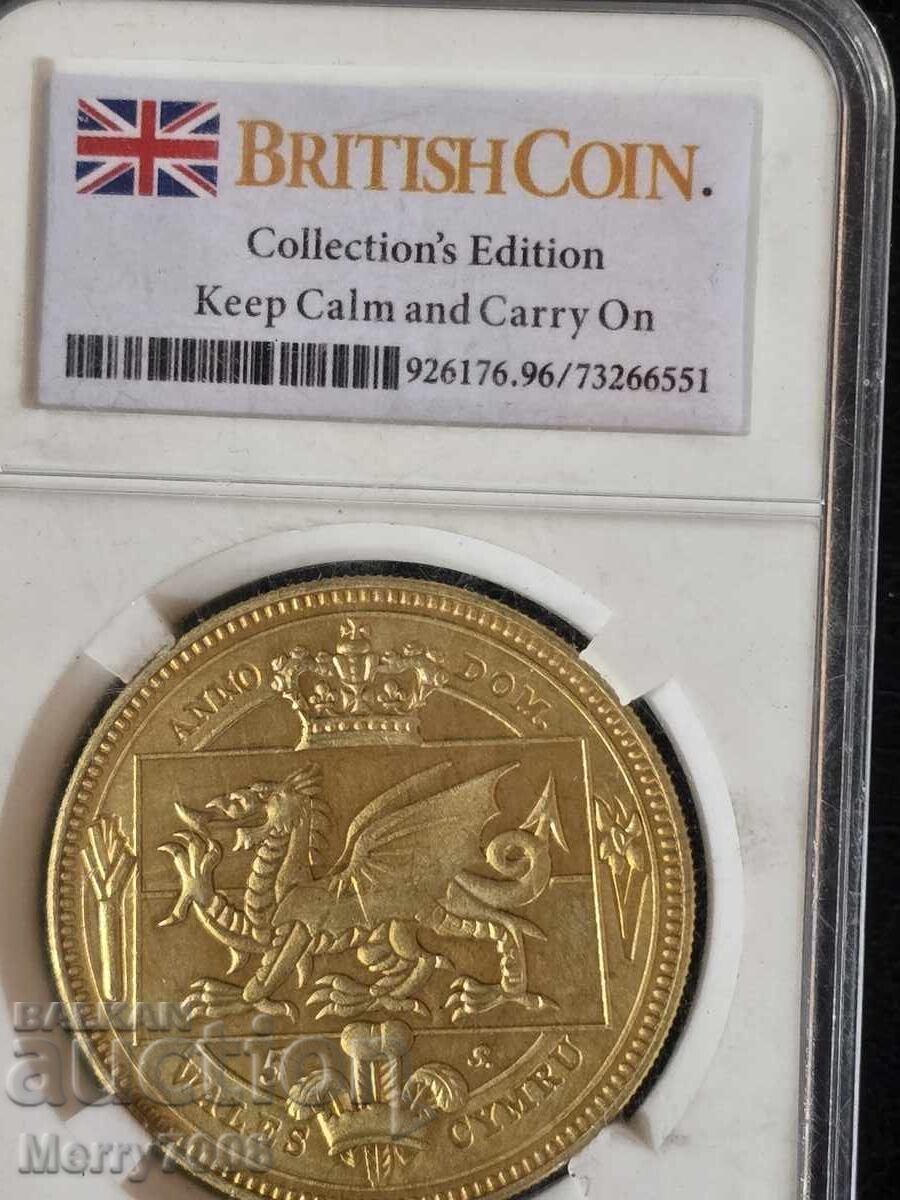 BRITISH COIN.
Collection's Edition
Keep Calm and Carry On
926176.96/73266551
ANNO DOM.
5 S.
WALES CYMRU
BALKAN
auction
Merry7008